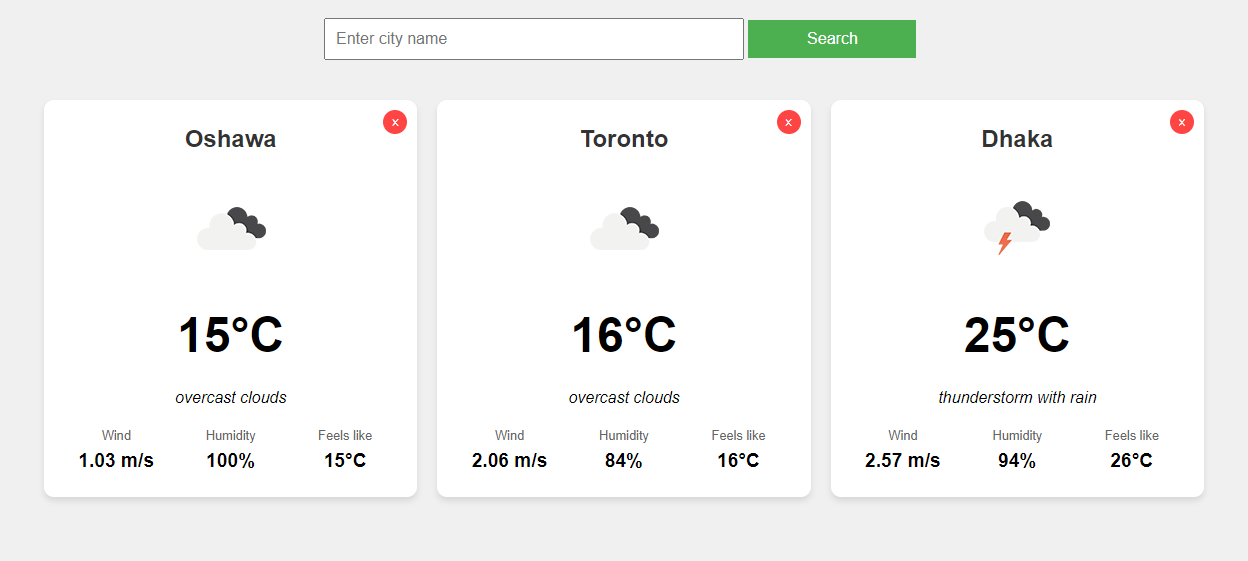 Enter city name
Search
x
Oshawa
15°C
overcast clouds
Wind Humidity Feels like
1.03 m/s 100% 15°C
x
Toronto
16°C
overcast clouds
Wind Humidity Feels like
2.06 m/s 84% 16°C
x
Dhaka
25°C
thunderstorm with rain
Wind Humidity Feels like
2.57 m/s 94% 26°C